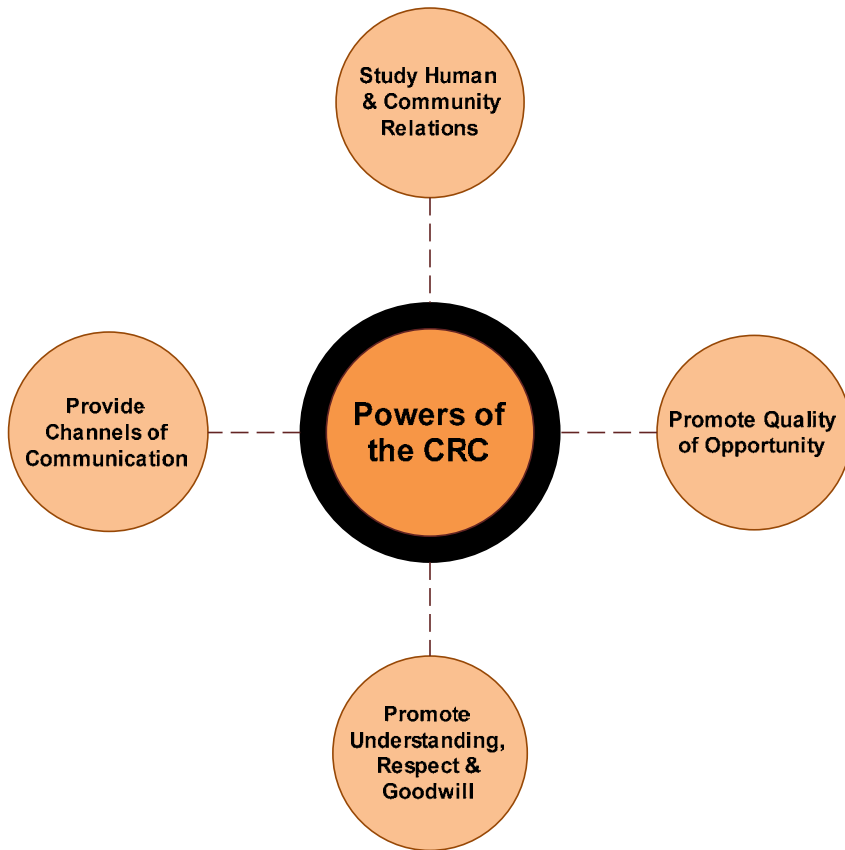 Study Human
& Community
Relations
Provide
Channels of
Communication
Powers of
the CRC
Promote Quality
of Opportunity
Promote
Understanding,
Respect &
Goodwill